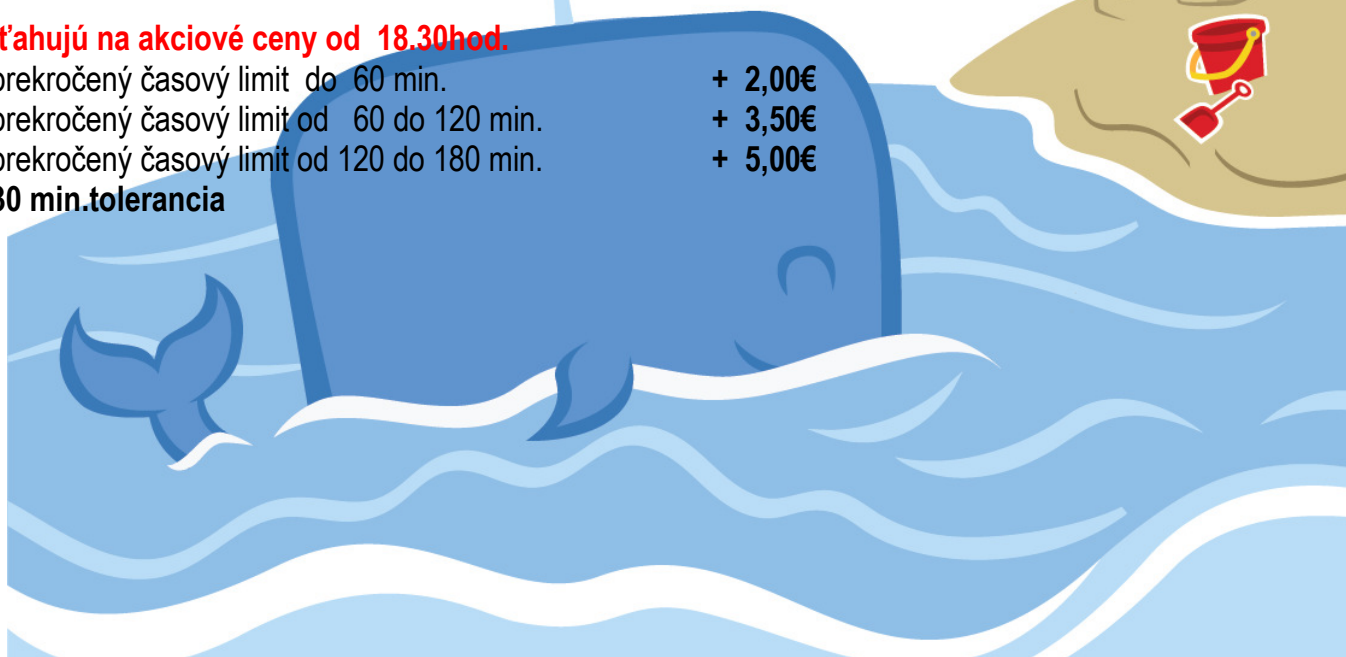 ťahujú na akciové ceny od 18.30hod.
prekročený časový limit do 60 min. + 2,00€
prekročený časový limit od 60 do 120 min. + 3,50€
prekročený časový limit od 120 do 180 min. + 5,00€
30 min.tolerancia